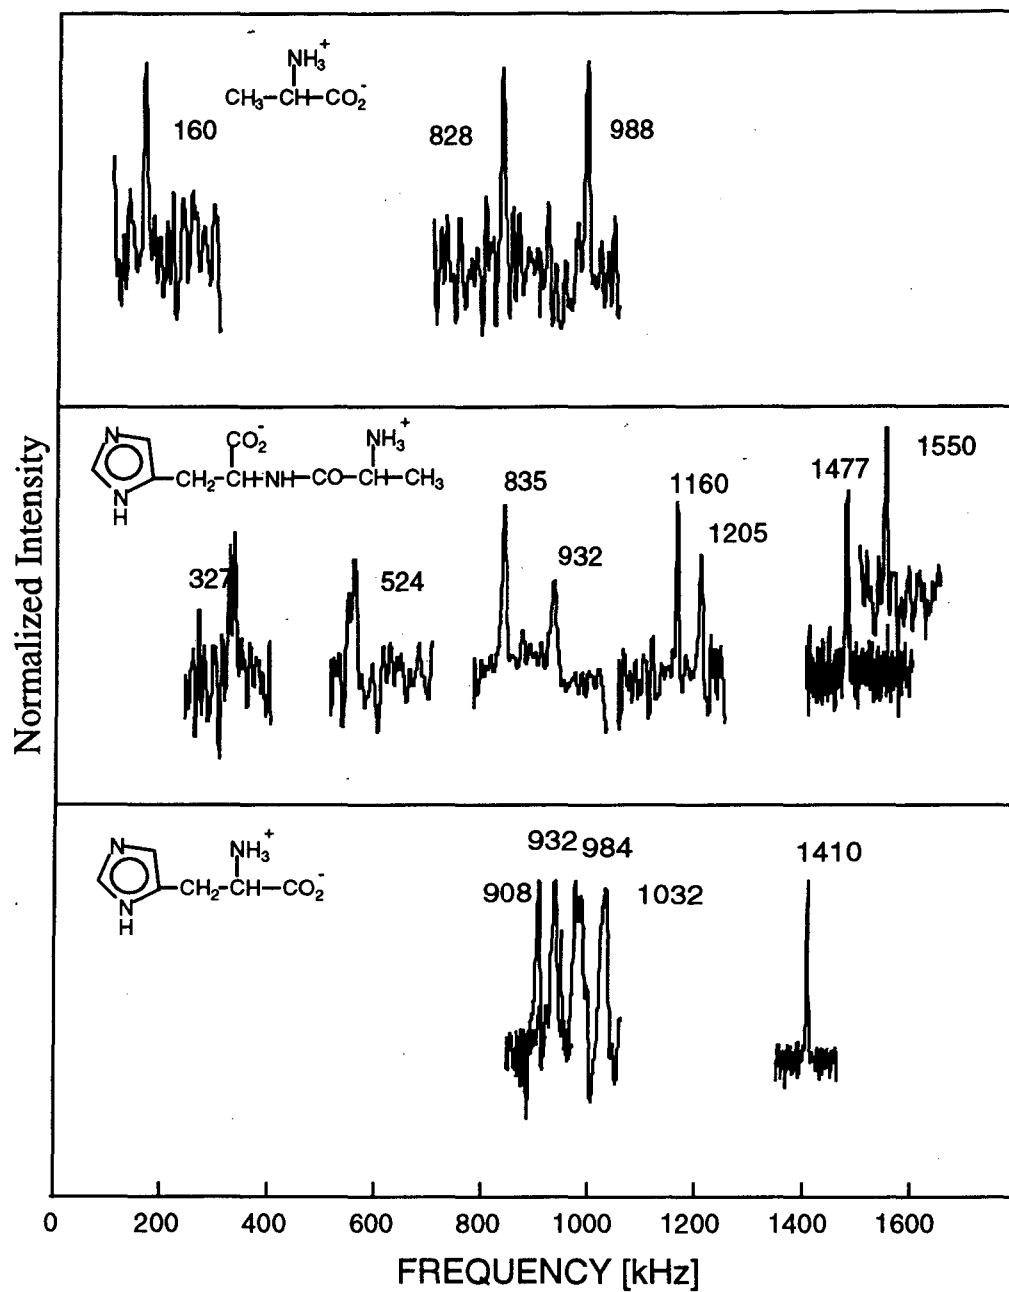 NH₃⁺
CH₃-CH-CO₂⁻
160
828
988
Normalized Intensity
N
N
H
CO₂⁻
NH₃⁺
CH₂-CH-NH-CO-CH-CH₃
327
524
835
932
1160
1205
1477
1550
N
N
H
NH₃⁺
CH₂-CH-CO₂⁻
908
932
984
1032
1410
0 200 400 600 800 1000 1200 1400 1600
FREQUENCY [kHz]